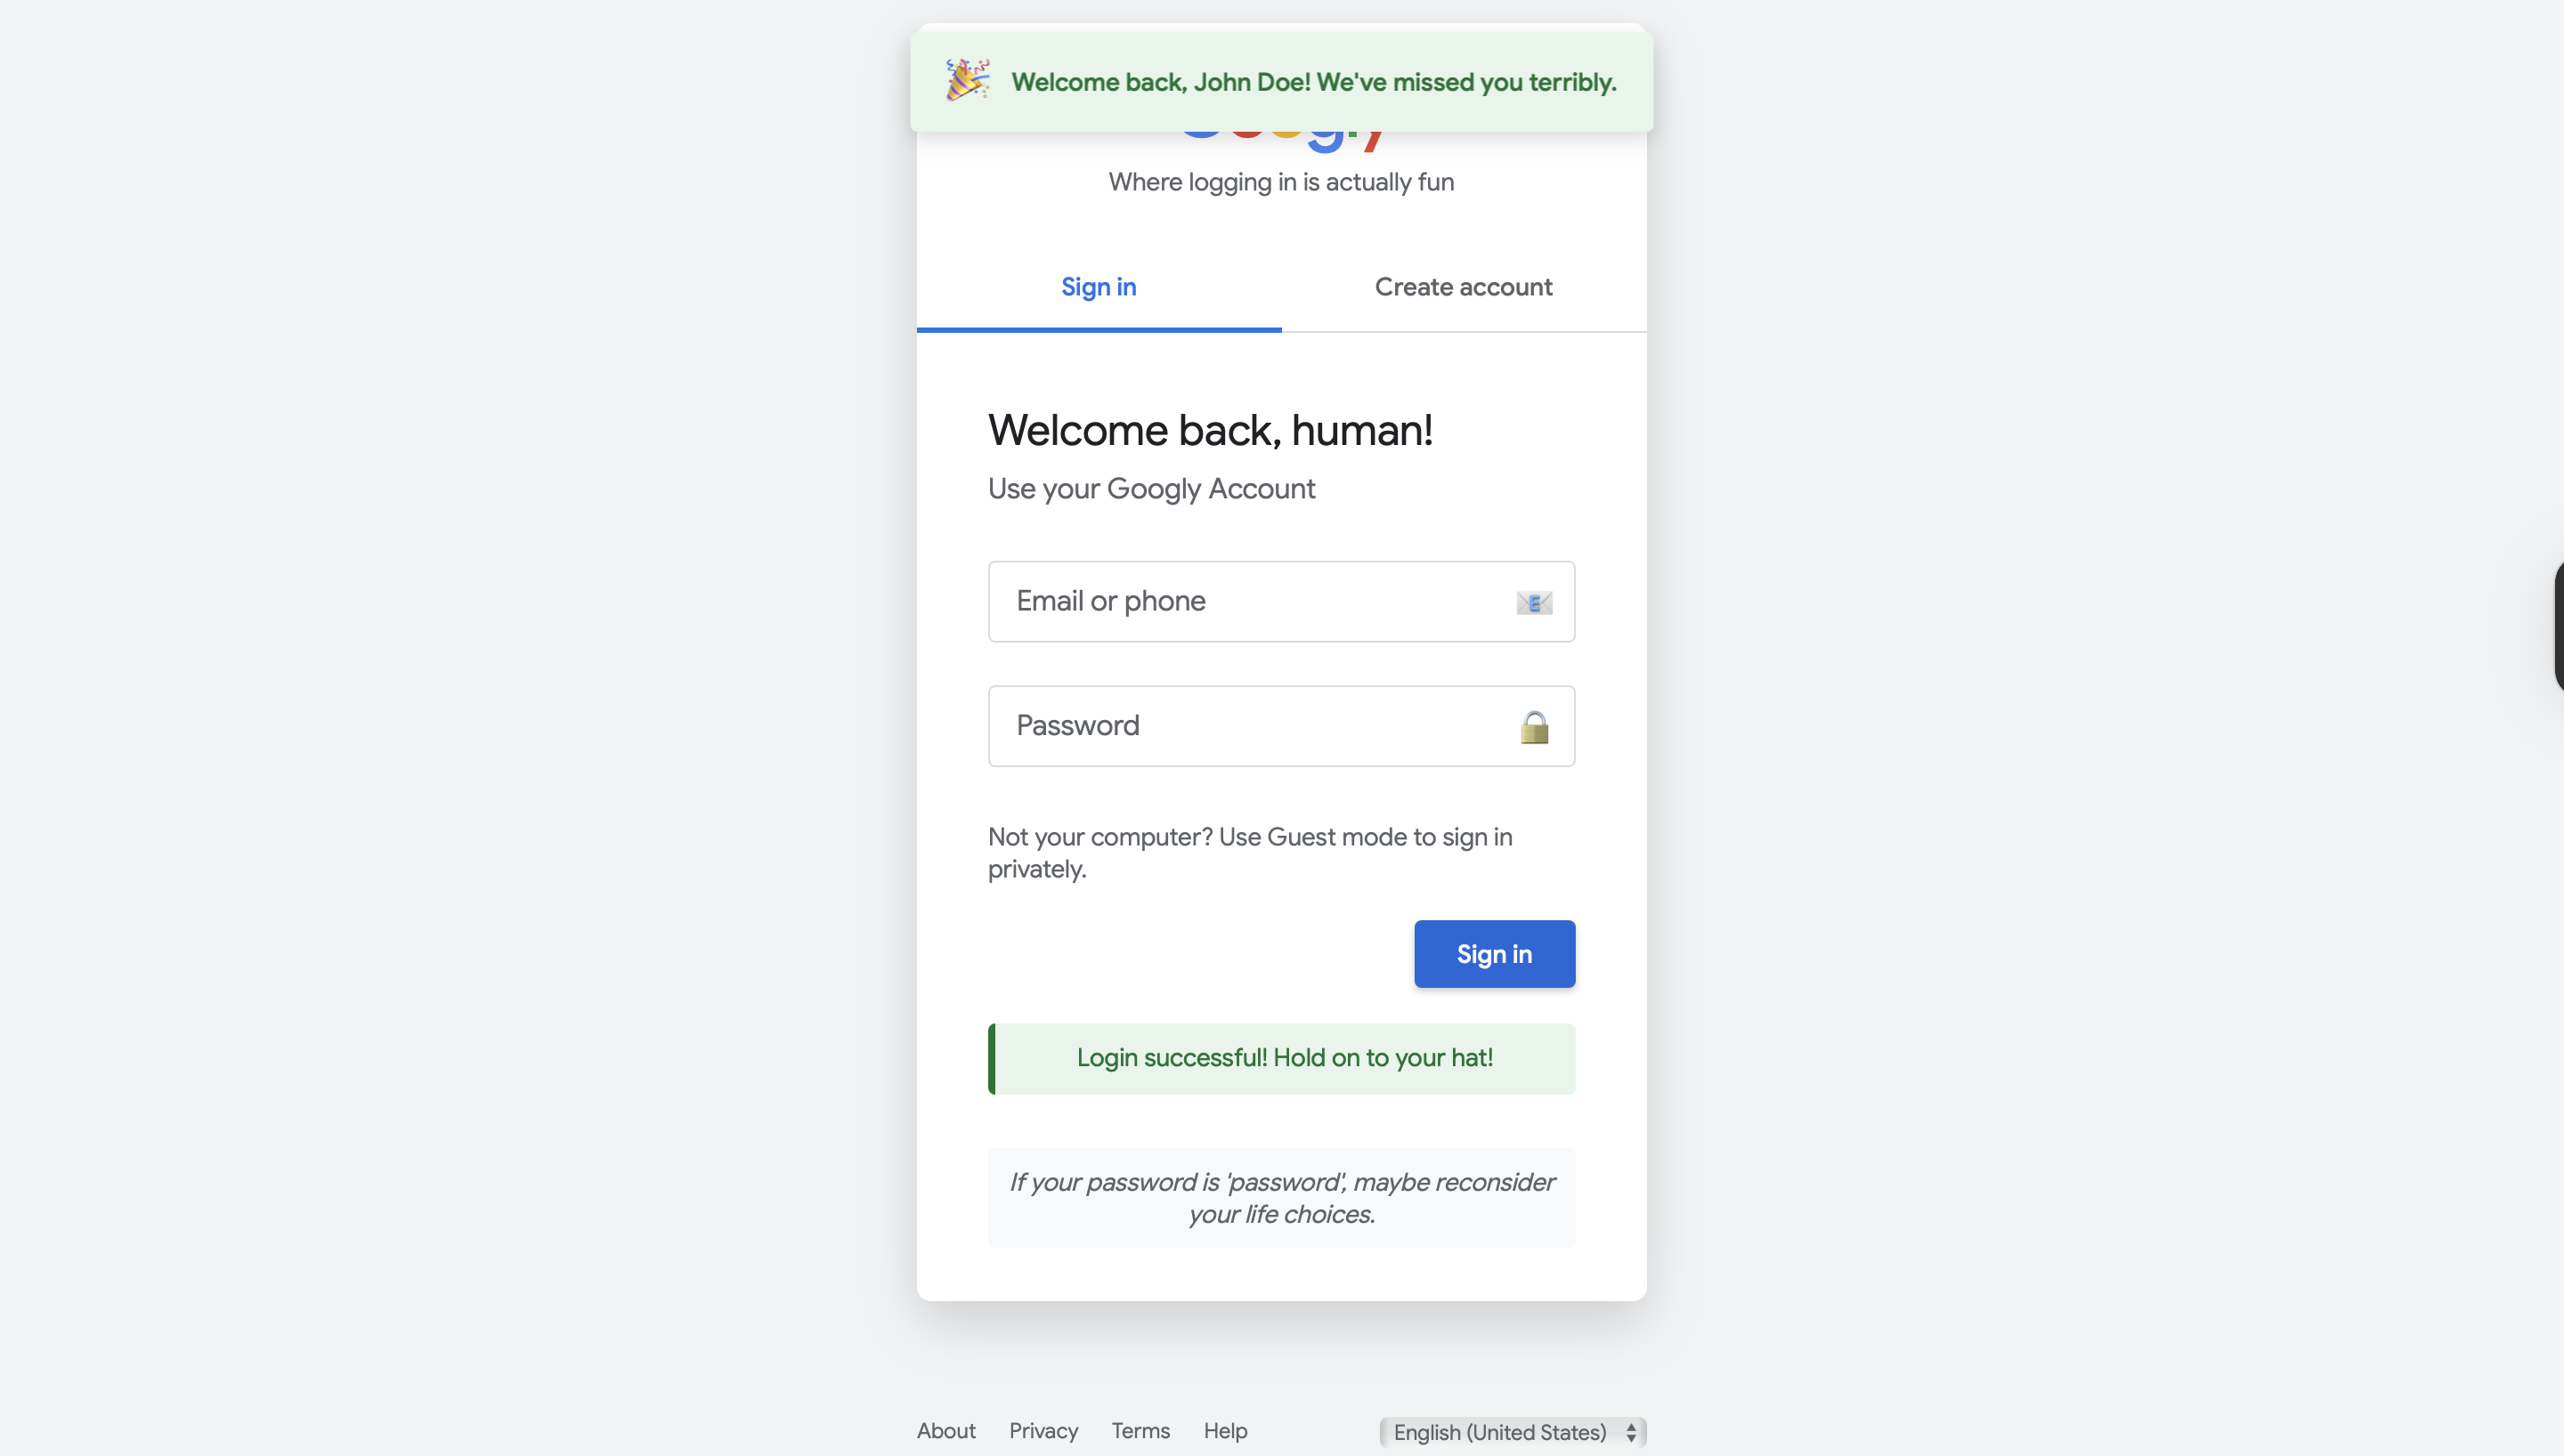 Welcome back, John Doe! We've missed you terribly.
Where logging in is actually fun
Sign in
Create account
Welcome back, human!
Use your Googly Account
Email or phone
Password
Not your computer? Use Guest mode to sign in
privately.
Sign in
Login successful! Hold on to your hat!
If your password is 'password', maybe reconsider
your life choices.
About
Privacy
Terms
Help
English (United States)